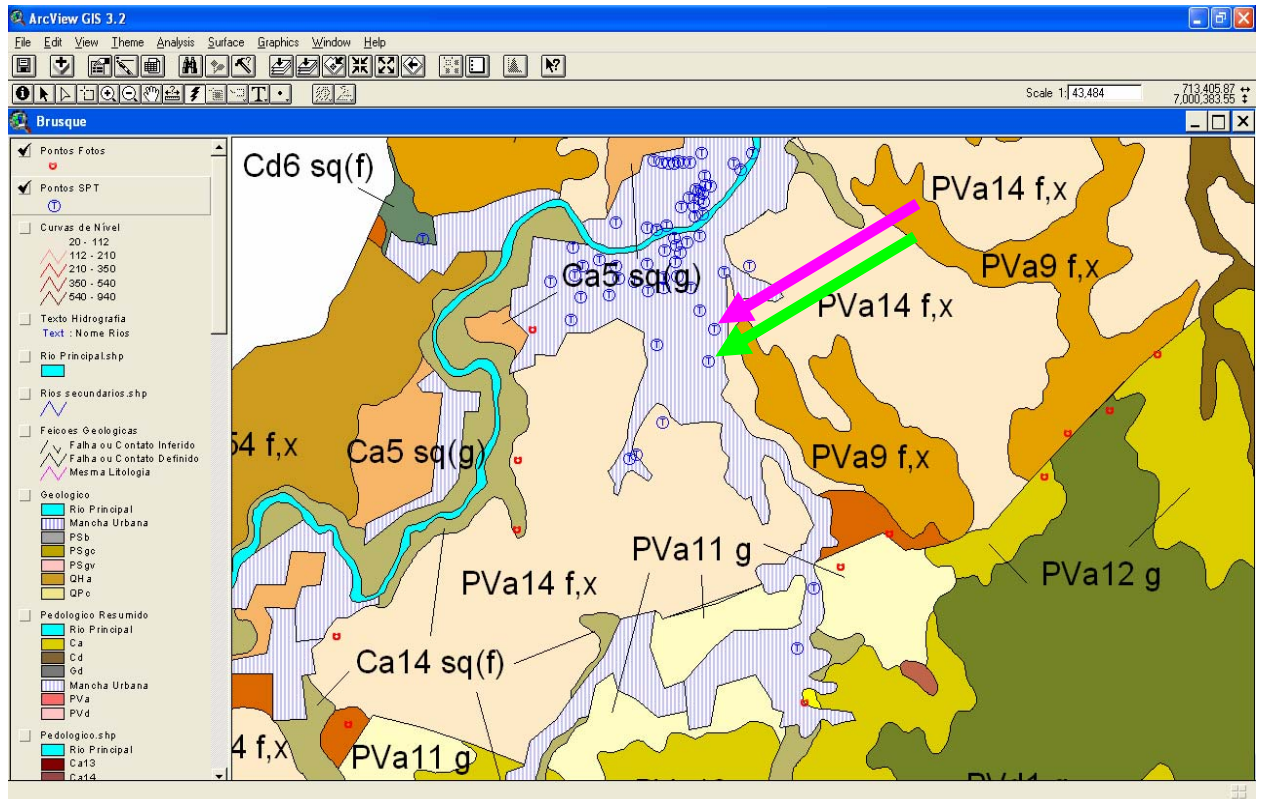 ArcView GIS 3.2
File Edit View Theme Analysis Surface Graphics Window Help
Scale 1: 43,484
713,405.87
7,000,383.55
Brusque
Pontos Fotos
Pontos SPT
Curvas de Nível
20 - 112
112 - 210
210 - 350
350 - 540
540 - 940
Texto Hidrografia
Text : Nome Rios
Rio Principal.shp
Rios secundarios.shp
Feicoes Geologicas
Falha ou Contato Inferido
Falha ou Contato Definido
Mesma Litologia
Geologico
Rio Principal
Mancha Urbana
PSb
PSgc
PSgv
QHa
QPc
Pedologico Resumido
Rio Principal
Ca
Cd
Gd
Mancha Urbana
PVa
PVd
Pedologico.shp
Rio Principal
Ca13
Ca14
Cd6 sq(f)
PVa14 f,x
PVa9 f,x
Ca5 sq(g)
PVa14 f,x
54 f,x
Ca5 sq(g)
PVa9 f,x
PVa11 g
PVa14 f,x
PVa12 g
Ca14 sq(f)
4 f,x
PVa11 g